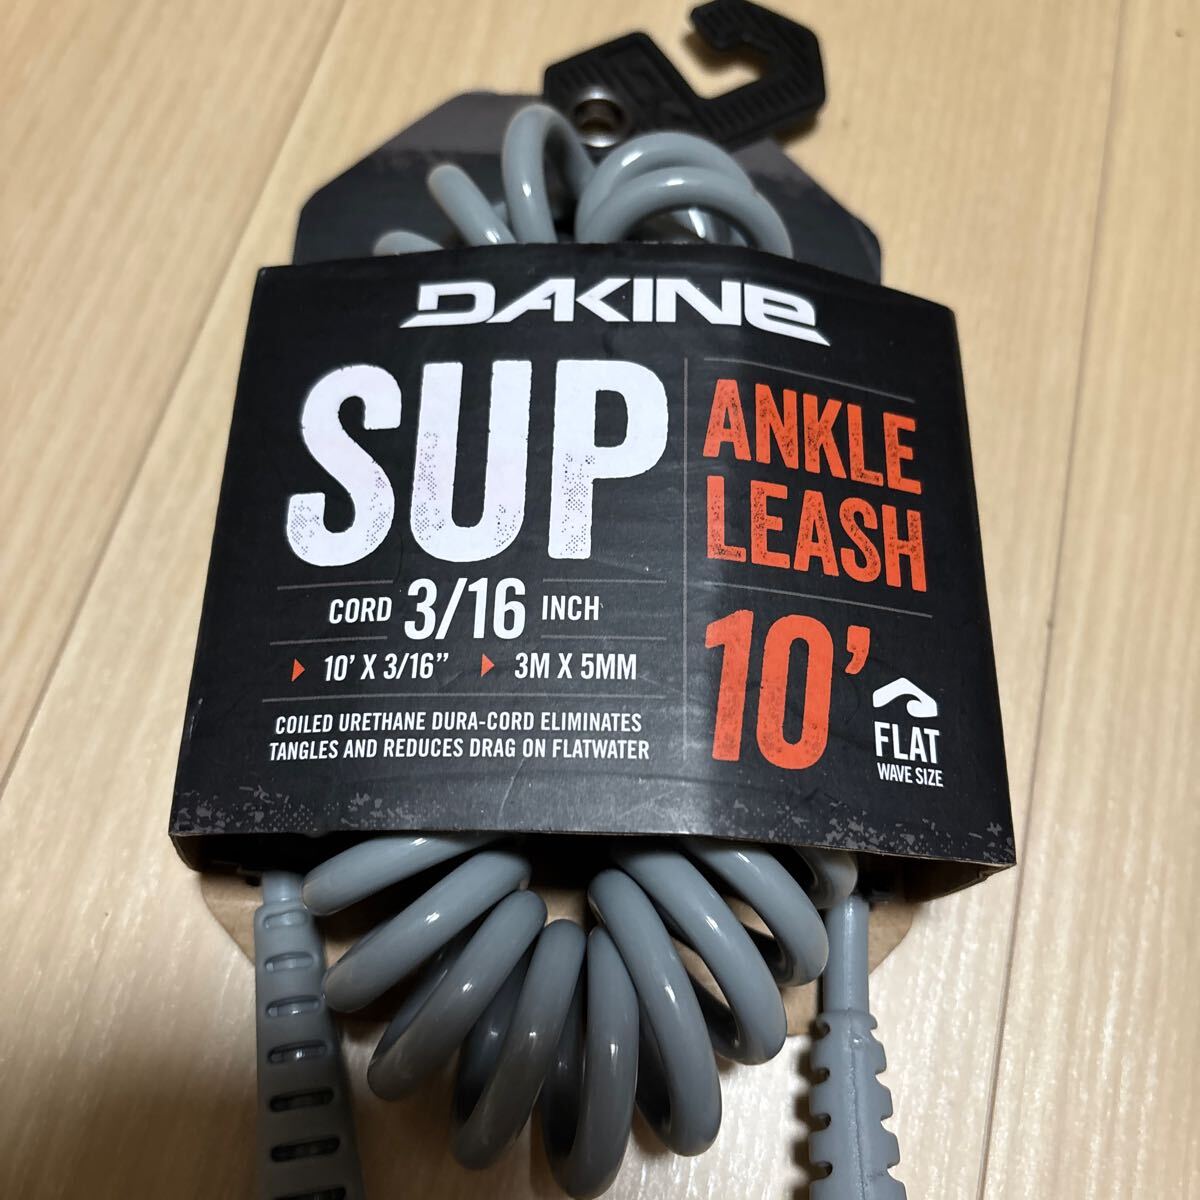 DAKINE
SUP
CORD 3/16 INCH
10' X 3/16" 3M X 5MM
COILED URETHANE DURA-CORD ELIMINATES
TANGLES AND REDUCES DRAG ON FLATWATER
ANKLE
LEASH
10'
FLAT
WAVE SIZE